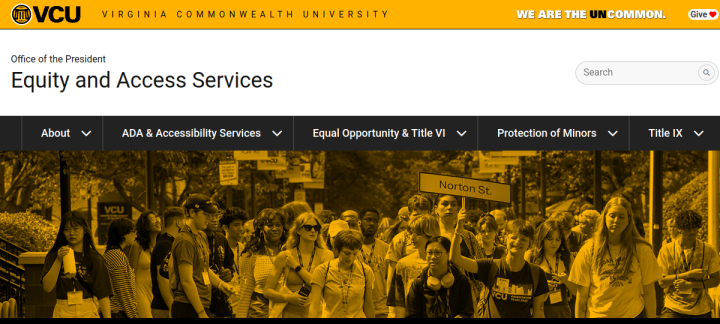 VCU VIRGINIA COMMONWEALTH UNIVERSITY WE ARE THE UNCOMMON. Give
Office of the President
Equity and Access Services
Search
About ADA & Accessibility Services Equal Opportunity & Title VI Protection of Minors Title IX
Norton St.
VCU
VCU